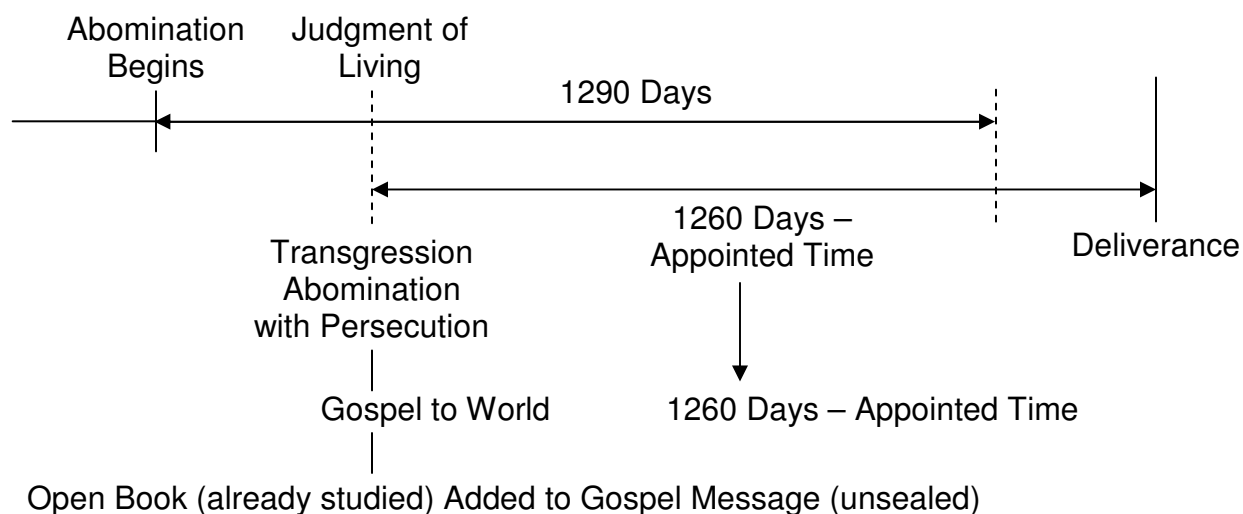 Abomination
Begins
Judgment of
Living
1290 Days
1260 Days –
Appointed Time
Deliverance
Transgression
Abomination
with Persecution
Gospel to World
1260 Days – Appointed Time
Open Book (already studied) Added to Gospel Message (unsealed)